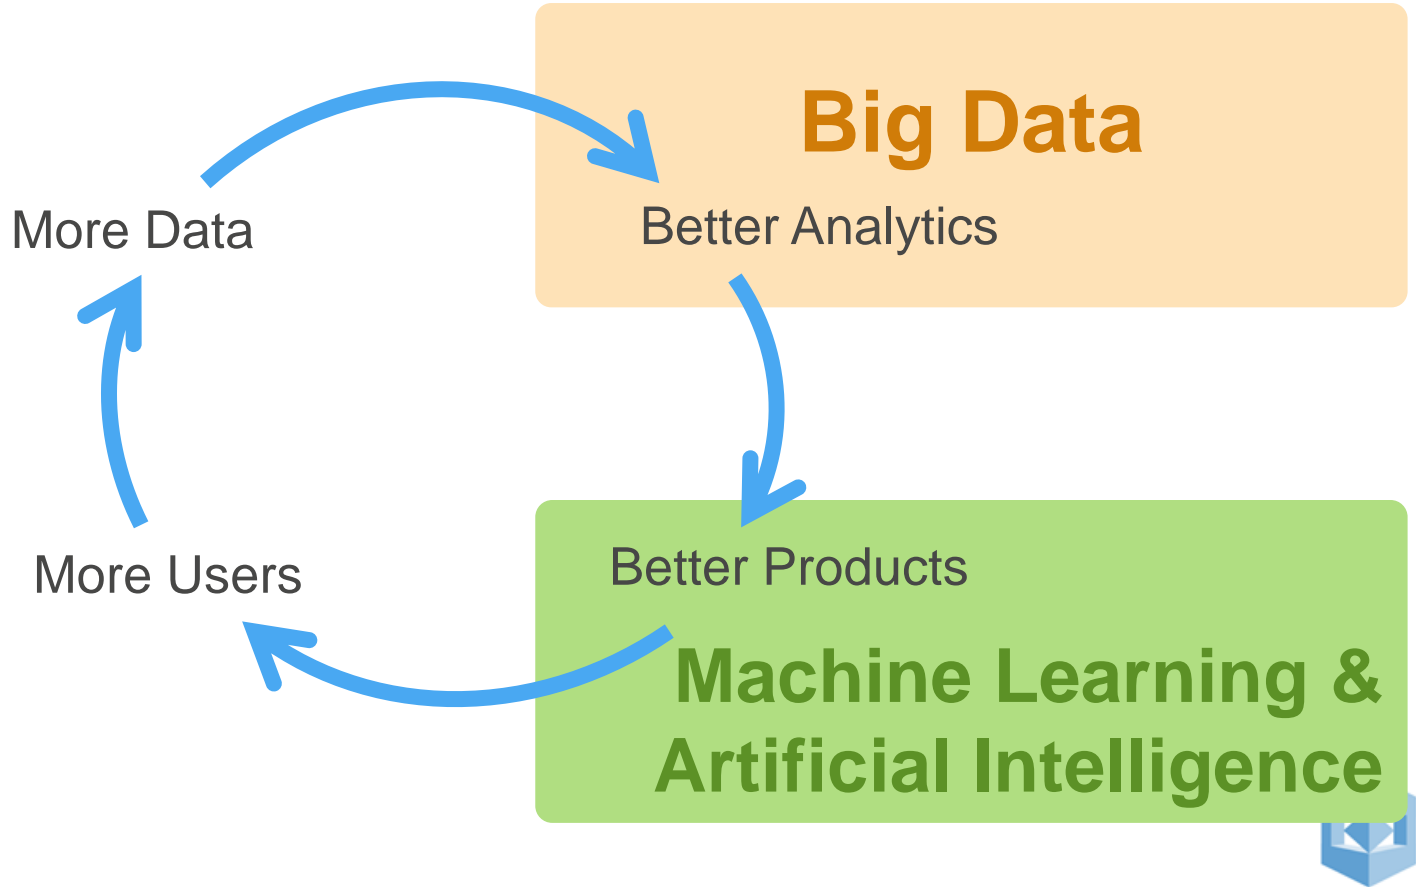 Big Data
More Data
Better Analytics
More Users
Better Products
Machine Learning &
Artificial Intelligence